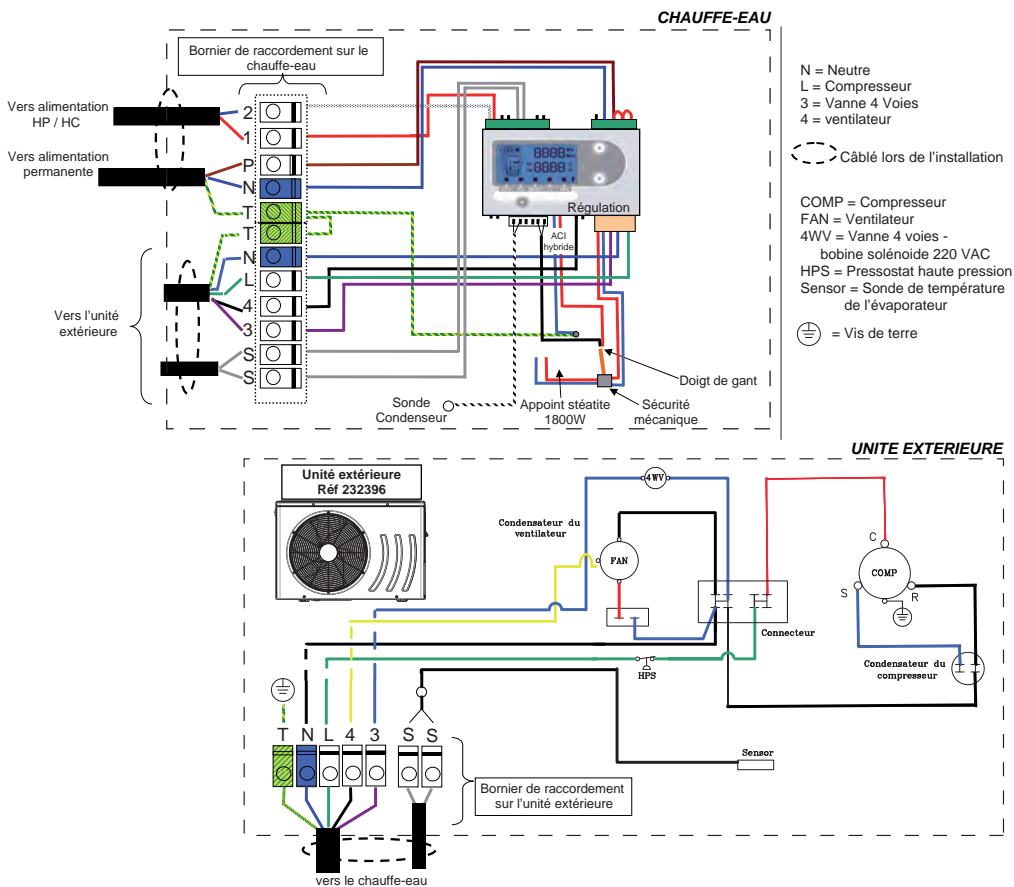 CHAUFFE-EAU
Bornier de raccordement sur le
chauffe-eau
Vers alimentation
HP / HC
Vers alimentation
permanente
Vers l'unité
extérieure
2
1
P
N
T
T
N
L
4
3
S
S
Régulation
ACI
hybride
Doigt de gant
Sonde
Condenseur
Appoint stéatite
1800W
Sécurité
mécanique
N = Neutre
L = Compresseur
3 = Vanne 4 Voies
4 = ventilateur
Câblé lors de l'installation
COMP = Compresseur
FAN = Ventilateur
4WV = Vanne 4 voies -
bobine solénoide 220 VAC
HPS = Pressostat haute pression
Sensor = Sonde de température
de l'évaporateur
= Vis de terre
UNITE EXTERIEURE
Unité extérieure
Réf 232396
4WV
Condensateur du
ventilateur
FAN
C
COMP
S
R
Connecteur
HPS
Condensateur du
compresseur
Sensor
T N L 4 3 S S
Bornier de raccordement
sur l'unité extérieure
vers le chauffe-eau